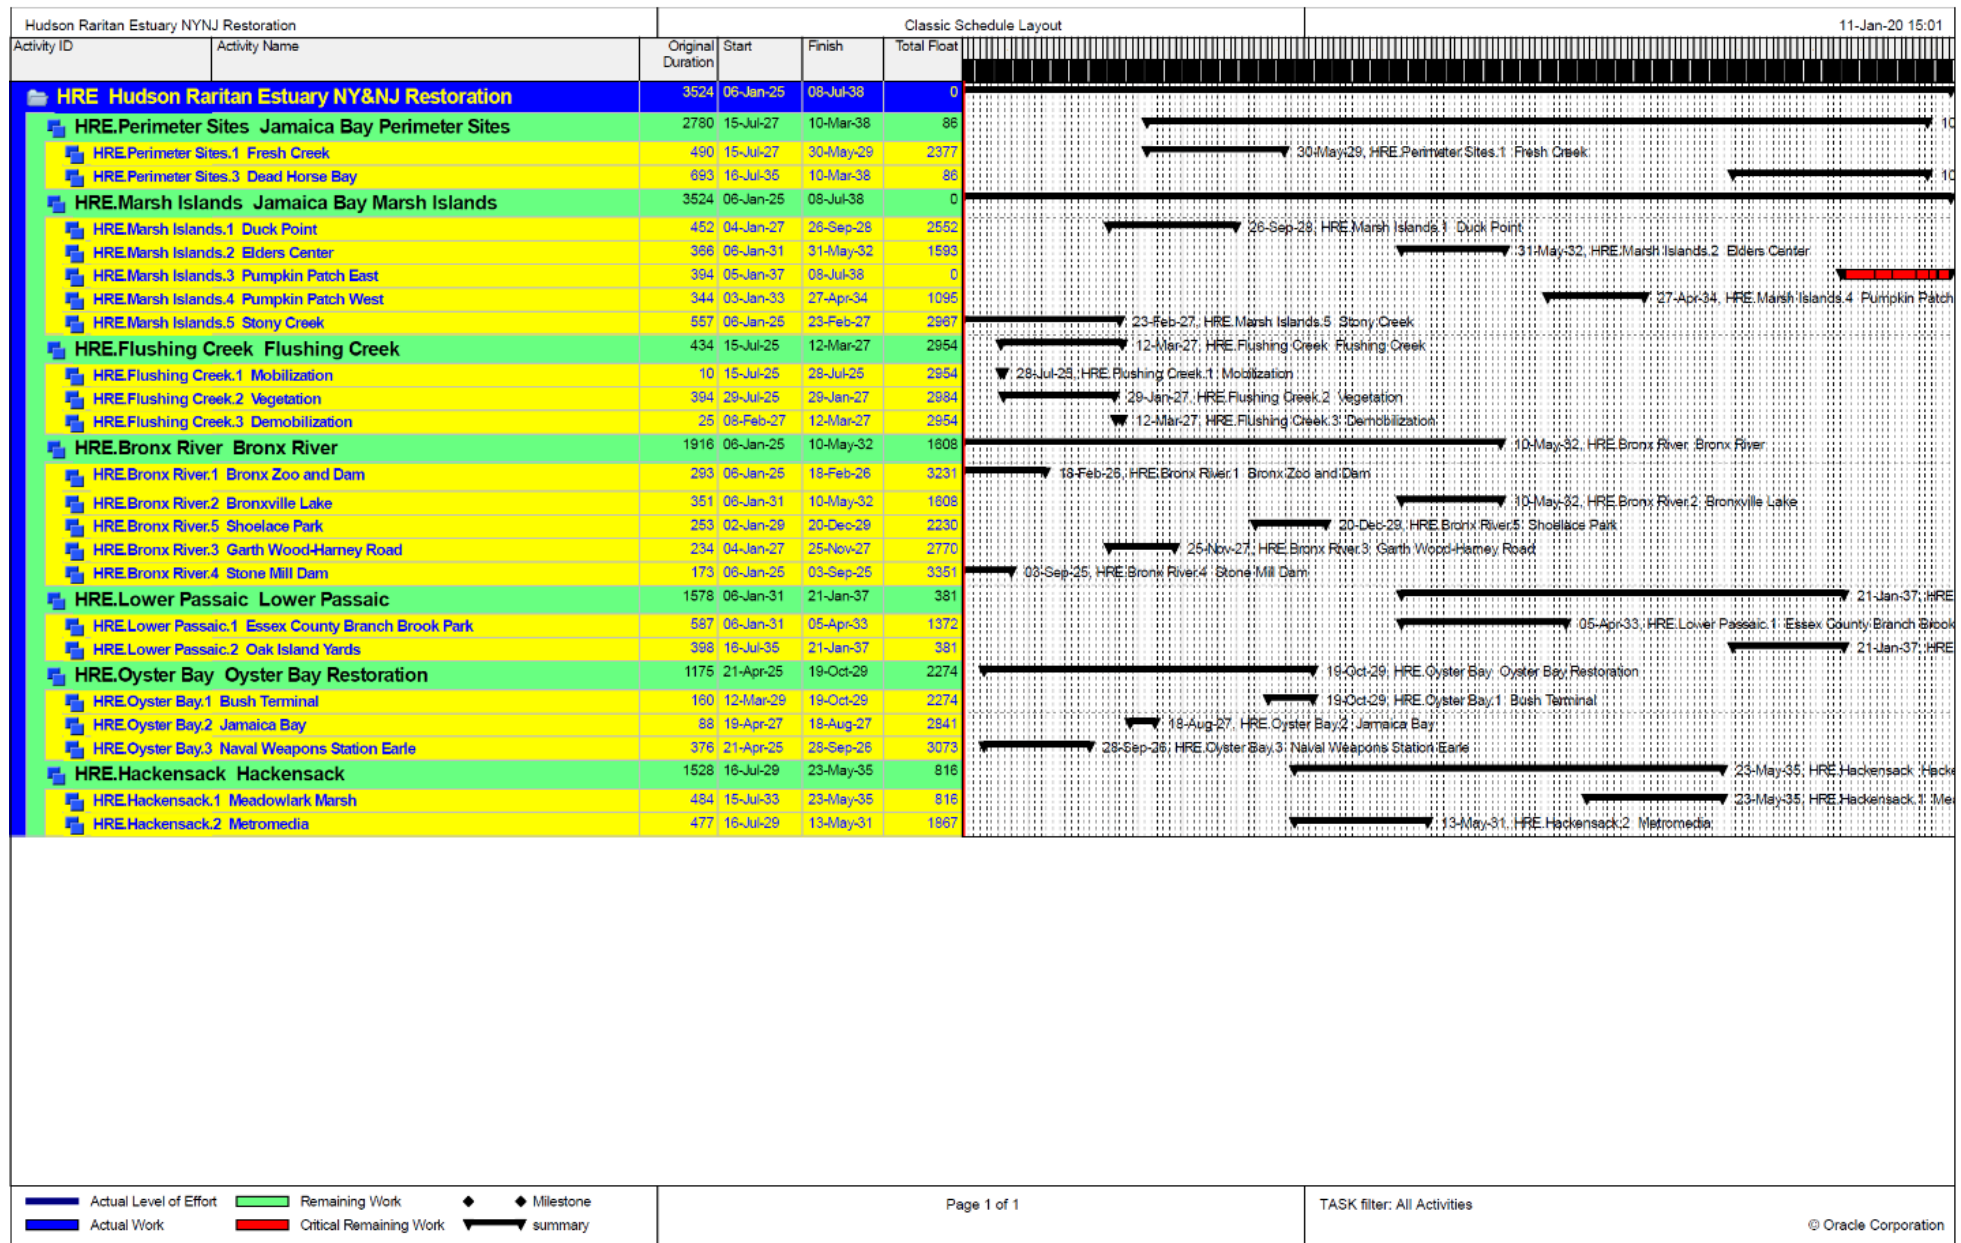 Hudson Raritan Estuary NYNJ Restoration Classic Schedule Layout 11-Jan-20 15:01
Activity ID Activity Name Original Duration Start Finish Total Float
HRE Hudson Raritan Estuary NY&NJ Restoration 3524 06-Jan-25 08-Jul-38 0
HRE.Perimeter Sites Jamaica Bay Perimeter Sites 2780 15-Jul-27 10-Mar-38 86 10
HRE.Perimeter Sites.1 Fresh Creek 490 15-Jul-27 30-May-29 2377 30-May-29, HRE.Perimeter Sites.1 Fresh Creek
HRE.Perimeter Sites.3 Dead Horse Bay 693 16-Jul-35 10-Mar-38 86 10
HRE.Marsh Islands Jamaica Bay Marsh Islands 3524 06-Jan-25 08-Jul-38 0
HRE.Marsh Islands.1 Duck Point 452 04-Jan-27 26-Sep-28 2552 26-Sep-28, HRE.Marsh Islands.1 Duck Point
HRE.Marsh Islands.2 Elders Center 366 06-Jan-31 31-May-32 1593 31-May-32, HRE.Marsh Islands.2 Elders Center
HRE.Marsh Islands.3 Pumpkin Patch East 394 05-Jan-37 08-Jul-38 0
HRE.Marsh Islands.4 Pumpkin Patch West 344 03-Jan-33 27-Apr-34 1095 27-Apr-34, HRE.Marsh Islands.4 Pumpkin Patch
HRE.Marsh Islands.5 Stony Creek 557 06-Jan-25 23-Feb-27 2967 23-Feb-27, HRE.Marsh Islands.5 Stony Creek
HRE.Flushing Creek Flushing Creek 434 15-Jul-25 12-Mar-27 2954 12-Mar-27, HRE.Flushing Creek Flushing Creek
HRE.Flushing Creek.1 Mobilization 10 15-Jul-25 28-Jul-25 2954 28-Jul-25, HRE.Flushing Creek.1 Mobilization
HRE.Flushing Creek.2 Vegetation 394 29-Jul-25 29-Jan-27 2984 29-Jan-27, HRE.Flushing Creek.2 Vegetation
HRE.Flushing Creek.3 Demobilization 25 08-Feb-27 12-Mar-27 2954 12-Mar-27, HRE.Flushing Creek.3 Demobilization
HRE.Bronx River Bronx River 1916 06-Jan-25 10-May-32 1608 10-May-32, HRE.Bronx River Bronx River
HRE.Bronx River.1 Bronx Zoo and Dam 293 06-Jan-25 18-Feb-26 3231 18-Feb-26, HRE.Bronx River.1 Bronx Zoo and Dam
HRE.Bronx River.2 Bronxville Lake 351 06-Jan-31 10-May-32 1608 10-May-32, HRE.Bronx River.2 Bronxville Lake
HRE.Bronx River.5 Shoelace Park 253 02-Jan-29 20-Dec-29 2230 20-Dec-29, HRE.Bronx River.5 Shoelace Park
HRE.Bronx River.3 Garth Wood-Harney Road 234 04-Jan-27 25-Nov-27 2770 25-Nov-27, HRE.Bronx River.3 Garth Wood-Harney Road
HRE.Bronx River.4 Stone Mill Dam 173 06-Jan-25 03-Sep-25 3351 03-Sep-25, HRE.Bronx River.4 Stone Mill Dam
HRE.Lower Passaic Lower Passaic 1578 06-Jan-31 21-Jan-37 381 21-Jan-37, HRE
HRE.Lower Passaic.1 Essex County Branch Brook Park 587 06-Jan-31 05-Apr-33 1372 05-Apr-33, HRE.Lower Passaic.1 Essex County Branch Brook
HRE.Lower Passaic.2 Oak Island Yards 398 16-Jul-35 21-Jan-37 381 21-Jan-37, HRE
HRE.Oyster Bay Oyster Bay Restoration 1175 21-Apr-25 19-Oct-29 2274 19-Oct-29, HRE.Oyster Bay Oyster Bay Restoration
HRE.Oyster Bay.1 Bush Terminal 160 12-Mar-29 19-Oct-29 2274 19-Oct-29, HRE.Oyster Bay.1 Bush Terminal
HRE.Oyster Bay.2 Jamaica Bay 88 19-Apr-27 18-Aug-27 2841 18-Aug-27, HRE.Oyster Bay.2 Jamaica Bay
HRE.Oyster Bay.3 Naval Weapons Station Earle 376 21-Apr-25 28-Sep-26 3073 28-Sep-26, HRE.Oyster Bay.3 Naval Weapons Station Earle
HRE.Hackensack Hackensack 1528 16-Jul-29 23-May-35 816 23-May-35, HRE.Hackensack Hacke
HRE.Hackensack.1 Meadowlark Marsh 484 15-Jul-33 23-May-35 816 23-May-35, HRE.Hackensack.1 Mea
HRE.Hackensack.2 Metromedia 477 16-Jul-29 13-May-31 1867 13-May-31, HRE.Hackensack.2 Metromedia
Actual Level of Effort Remaining Work Milestone Page 1 of 1 TASK filter: All Activities
Actual Work Critical Remaining Work summary © Oracle Corporation